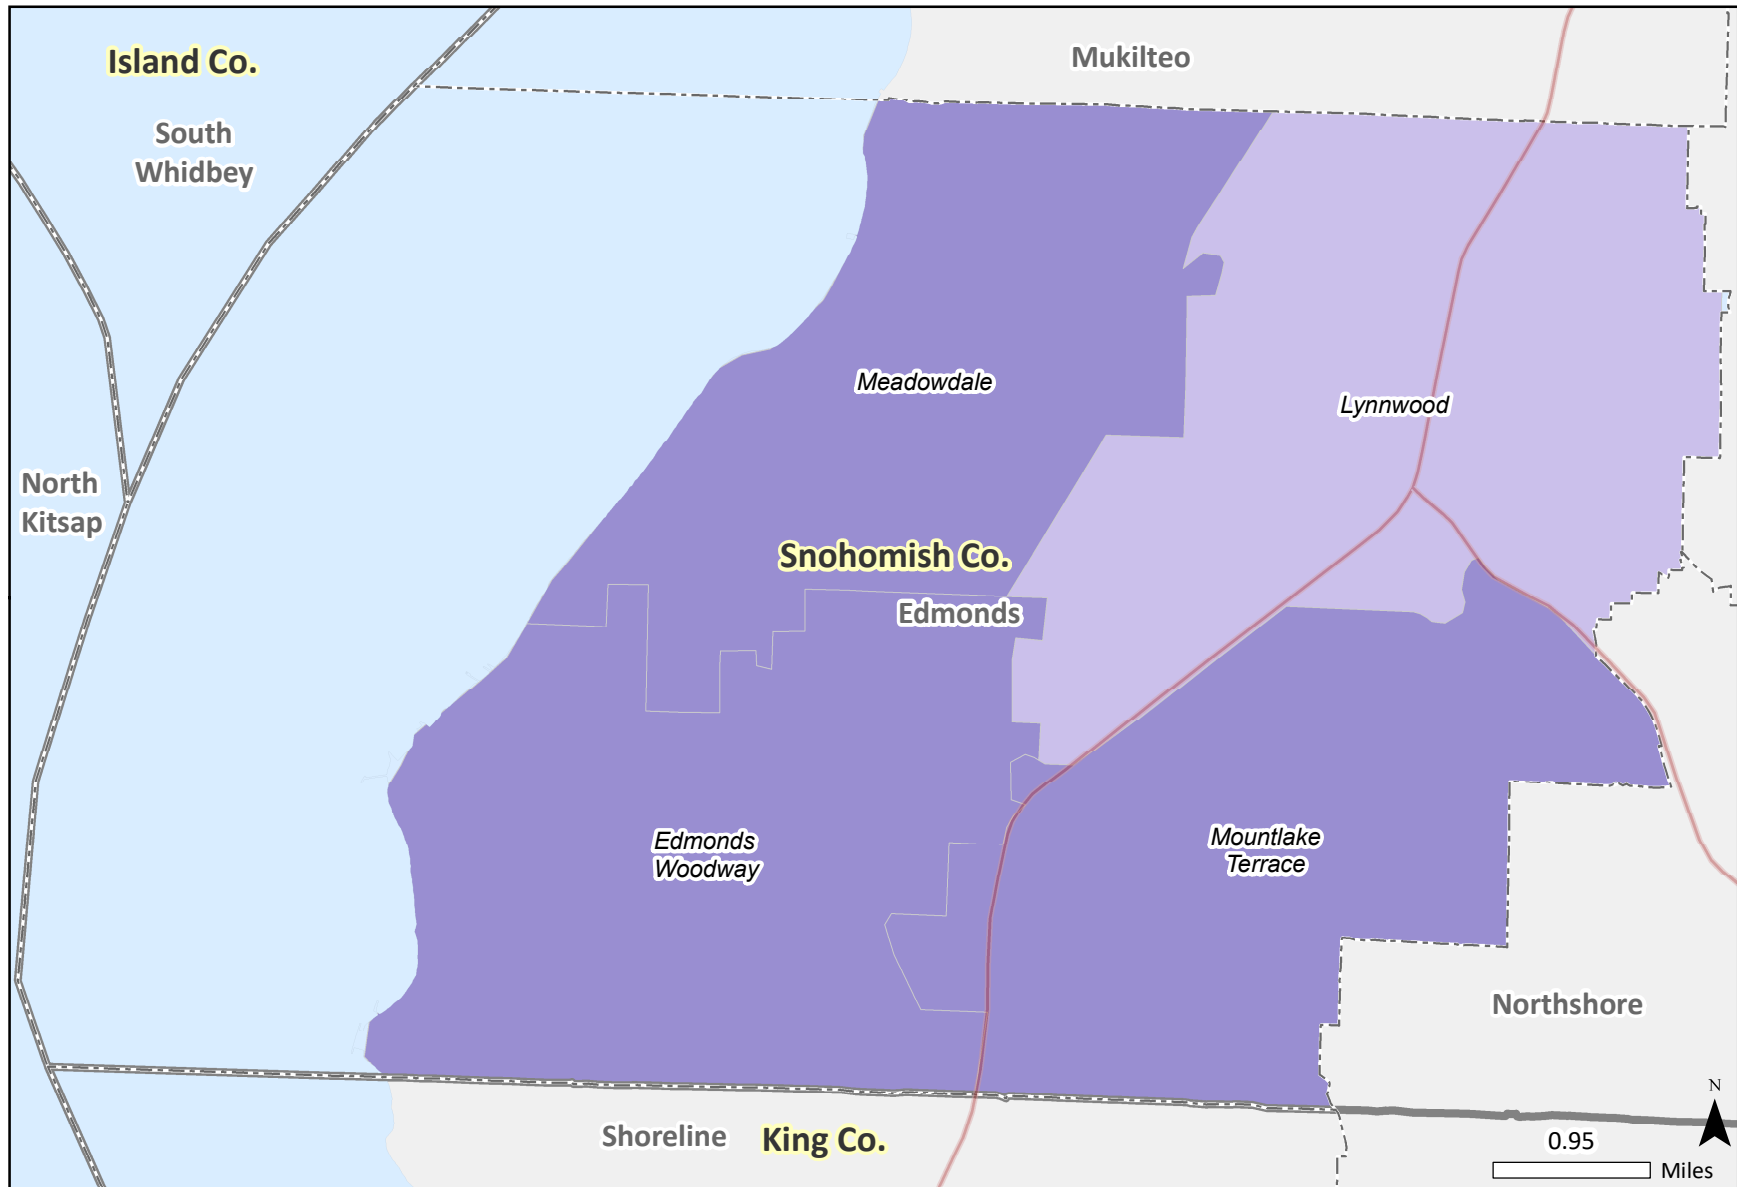 Island Co.
Mukilteo
South
Whidbey
Meadowdale
Lynnwood
North
Kitsap
Snohomish Co.
Edmonds
Edmonds
Woodway
Mountlake
Terrace
Northshore
N
Shoreline
King Co.
0.95
Miles